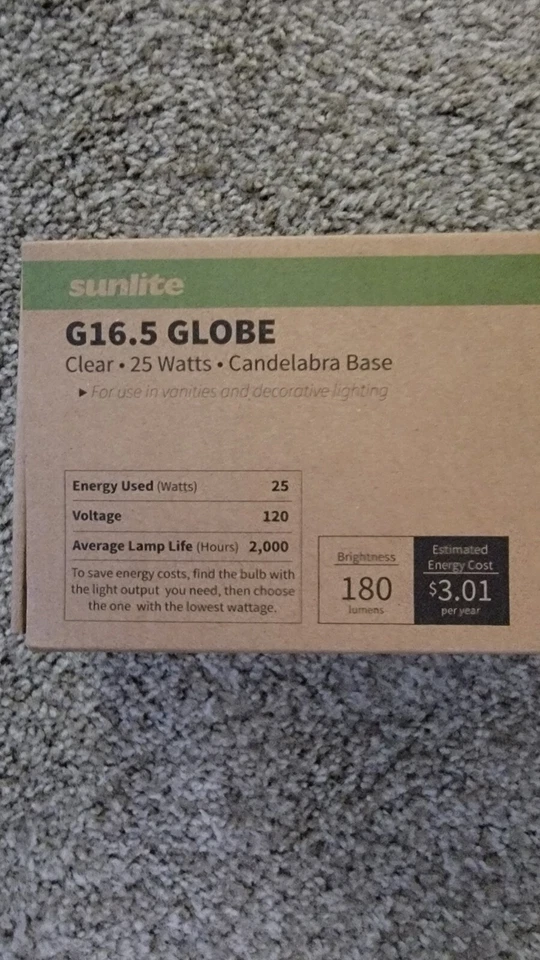 sunlite
G16.5 GLOBE
Clear • 25 Watts • Candelabra Base
▸ For use in vanities and decorative lighting
Energy Used (Watts) 25
Voltage 120
Average Lamp Life (Hours) 2,000
To save energy costs, find the bulb with
the light output you need, then choose
the one with the lowest wattage.
Brightness
180
lumens
Estimated
Energy Cost
$3.01
per year